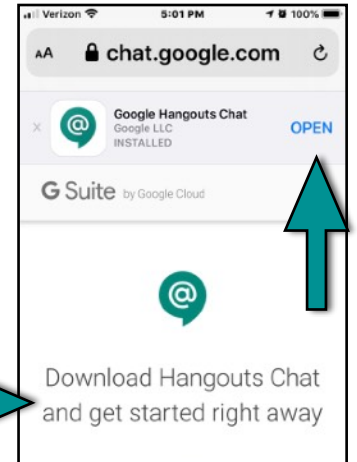 Verizon 5:01 PM 100%
AA chat.google.com
Google Hangouts Chat
Google LLC
INSTALLED
OPEN
G Suite by Google Cloud
Download Hangouts Chat
and get started right away